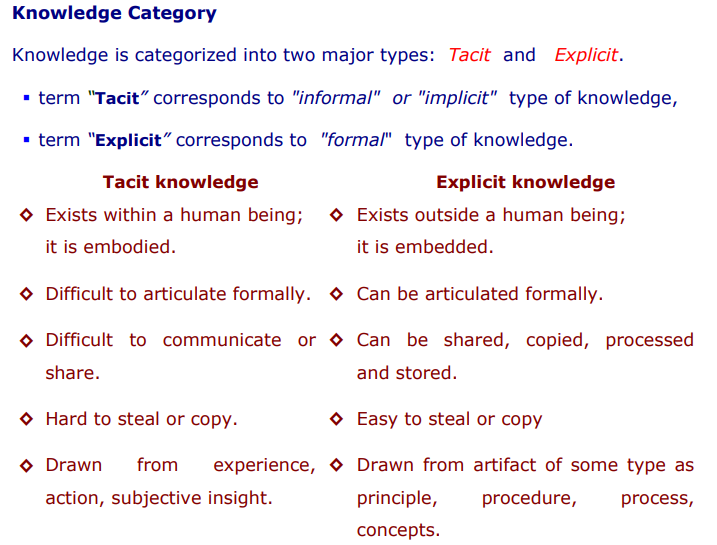 Knowledge Category
Knowledge is categorized into two major types: Tacit and Explicit.
▪ term “Tacit” corresponds to "informal" or "implicit" type of knowledge,
▪ term “Explicit” corresponds to "formal" type of knowledge.
Tacit knowledge
◊ Exists within a human being;
it is embodied.
◊ Difficult to articulate formally.
◊ Difficult to communicate or
share.
◊ Hard to steal or copy.
◊ Drawn from experience,
action, subjective insight.
Explicit knowledge
◊ Exists outside a human being;
it is embedded.
◊ Can be articulated formally.
◊ Can be shared, copied, processed
and stored.
◊ Easy to steal or copy
◊ Drawn from artifact of some type as
principle, procedure, process,
concepts.